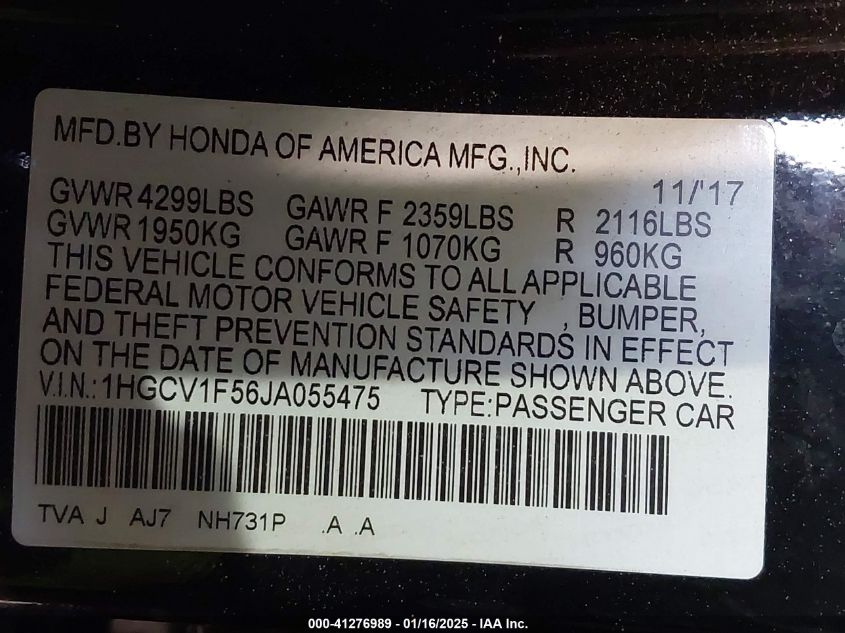 MFD.BY HONDA OF AMERICA MFG.,INC.
11/'17
GVWR 4299LBS GAWR F 2359LBS R 2116LBS
GVWR 1950KG GAWR F 1070KG R 960KG
THIS VEHICLE CONFORMS TO ALL APPLICABLE
FEDERAL MOTOR VEHICLE SAFETY , BUMPER,
AND THEFT PREVENTION STANDARDS IN EFFECT
ON THE DATE OF MANUFACTURE SHOWN ABOVE.
V.I.N.: 1HGCV1F56JA055475 TYPE:PASSENGER CAR
TVA J AJ7 NH731P .A .A
000-41276989 - 01/16/2025 - IAA Inc.